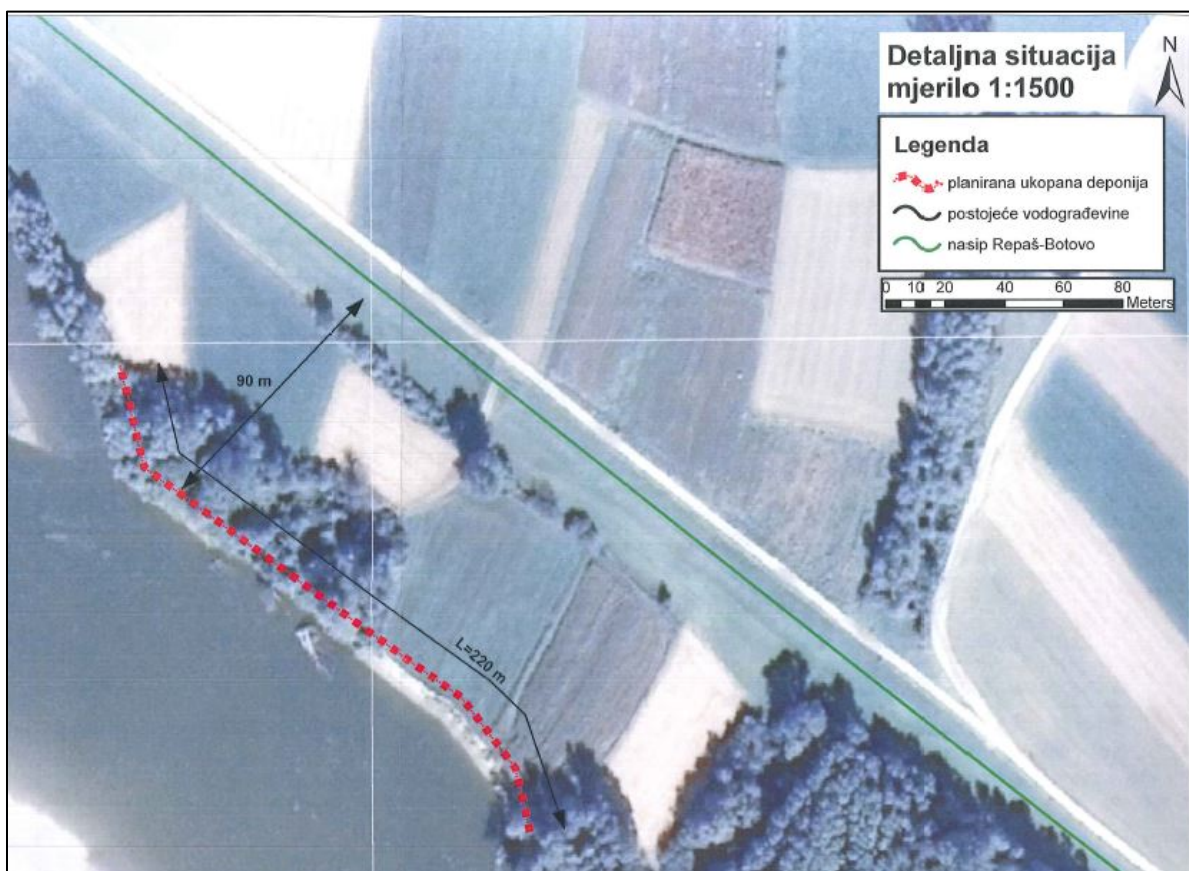 Detaljna situacija
mjerilo 1:1500
N
Legenda
planirana ukopana deponija
postojeće vodograđevine
nasip Repaš-Botovo
0 10 20 40 60 80
Meters
90 m
L=220 m